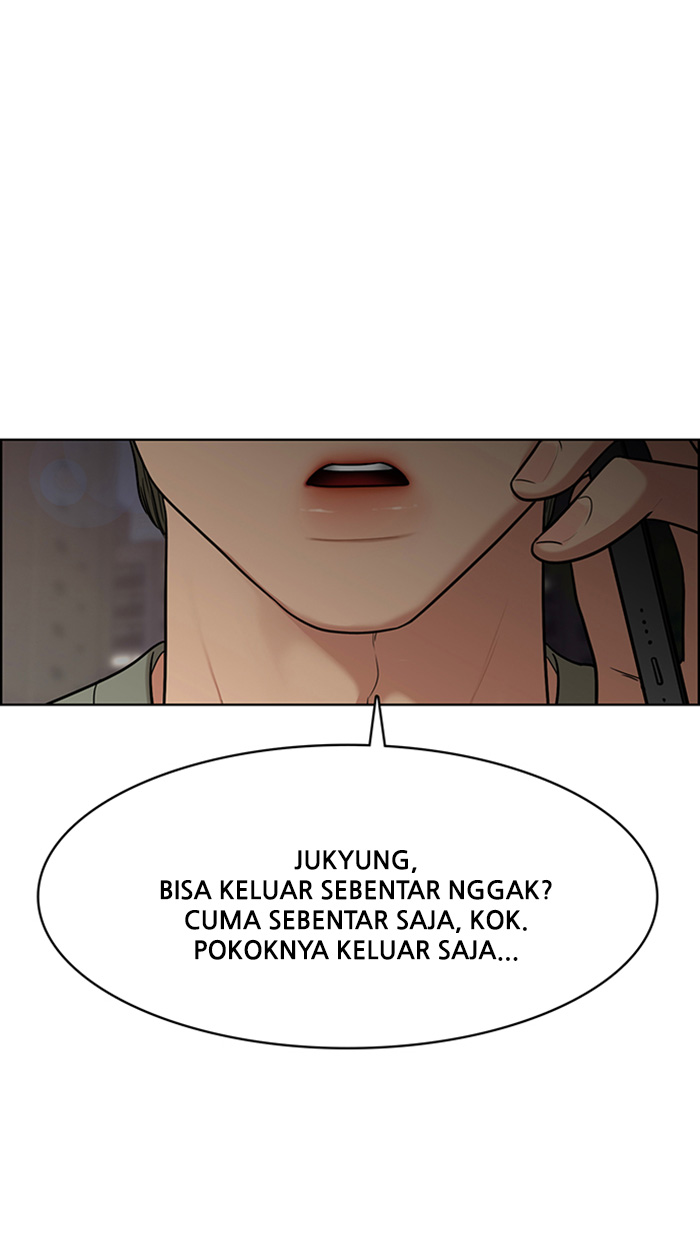 JUKYUNG,
BISA KELUAR SEBENTAR NGGAK?
CUMA SEBENTAR SAJA, KOK.
POKOKNYA KELUAR SAJA...